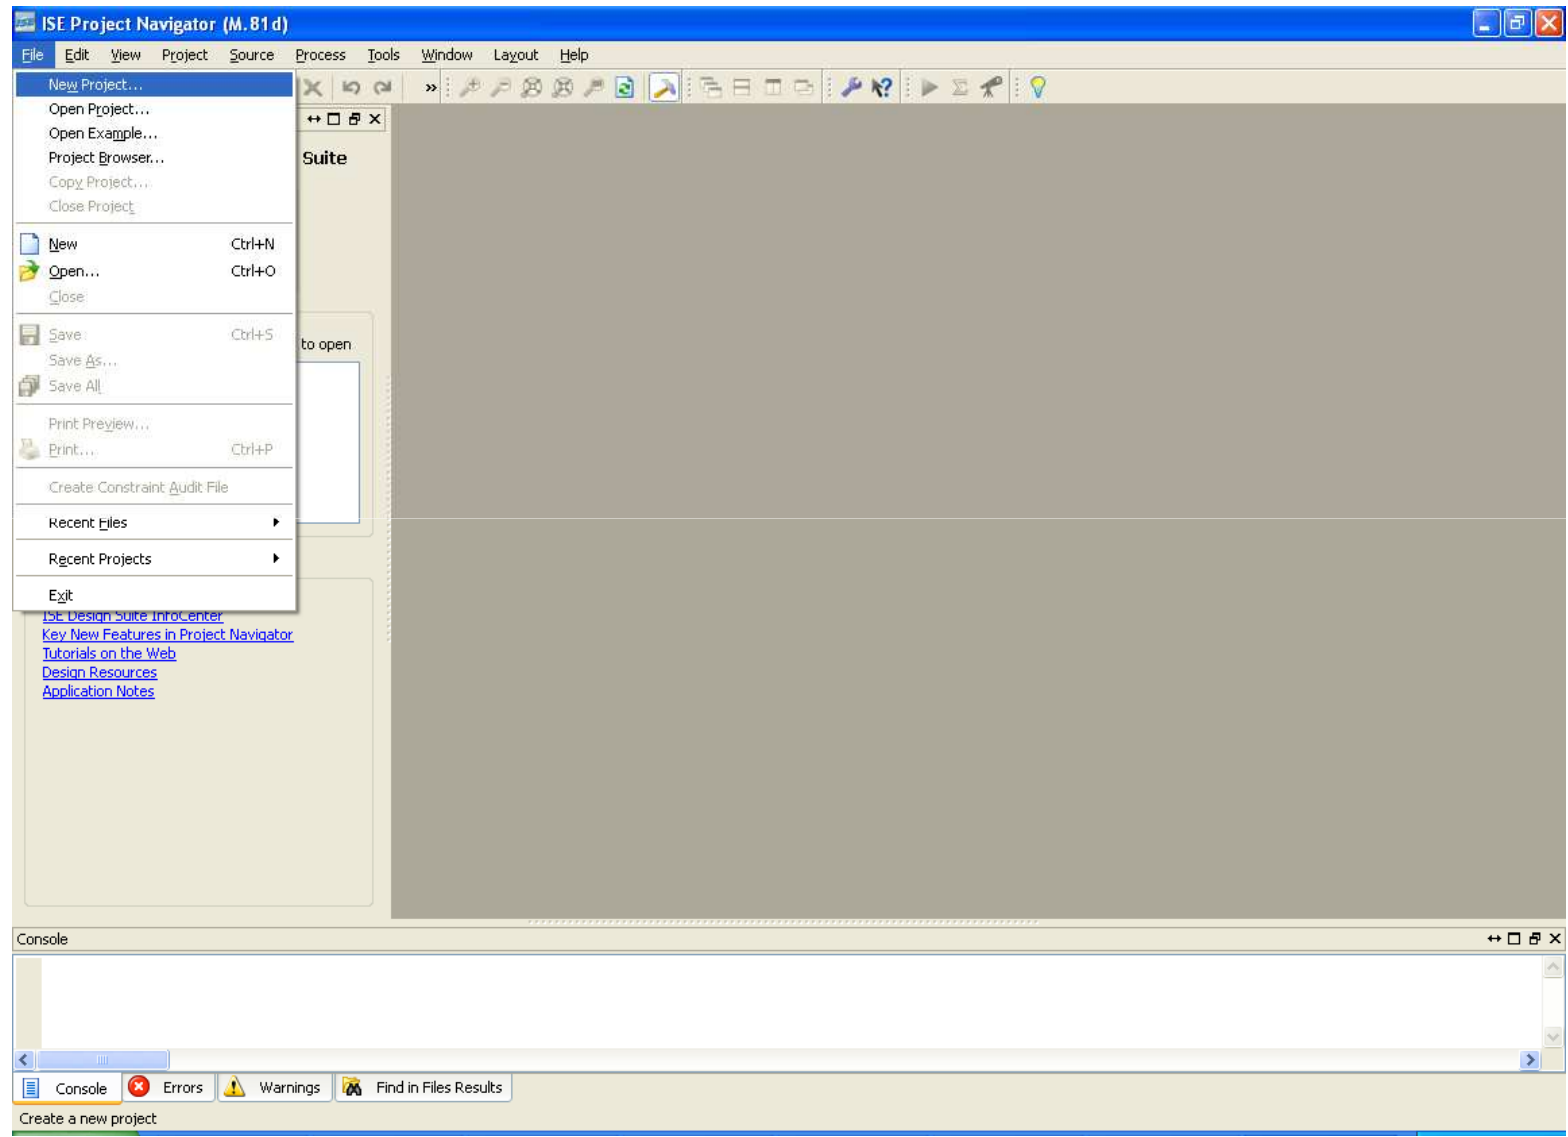 ISE Project Navigator (M.81d)
File Edit View Project Source Process Tools Window Layout Help
New Project...
Open Project...
Open Example...
Project Browser...
Copy Project...
Close Project
Suite
New Ctrl+N
Open... Ctrl+O
Close
Save Ctrl+S
to open
Save As...
Save All
Print Preview...
Print... Ctrl+P
Create Constraint Audit File
Recent Files
Recent Projects
Exit
ISE Design Suite InfoCenter
Key New Features in Project Navigator
Tutorials on the Web
Design Resources
Application Notes
Console
Console Errors Warnings Find in Files Results
Create a new project